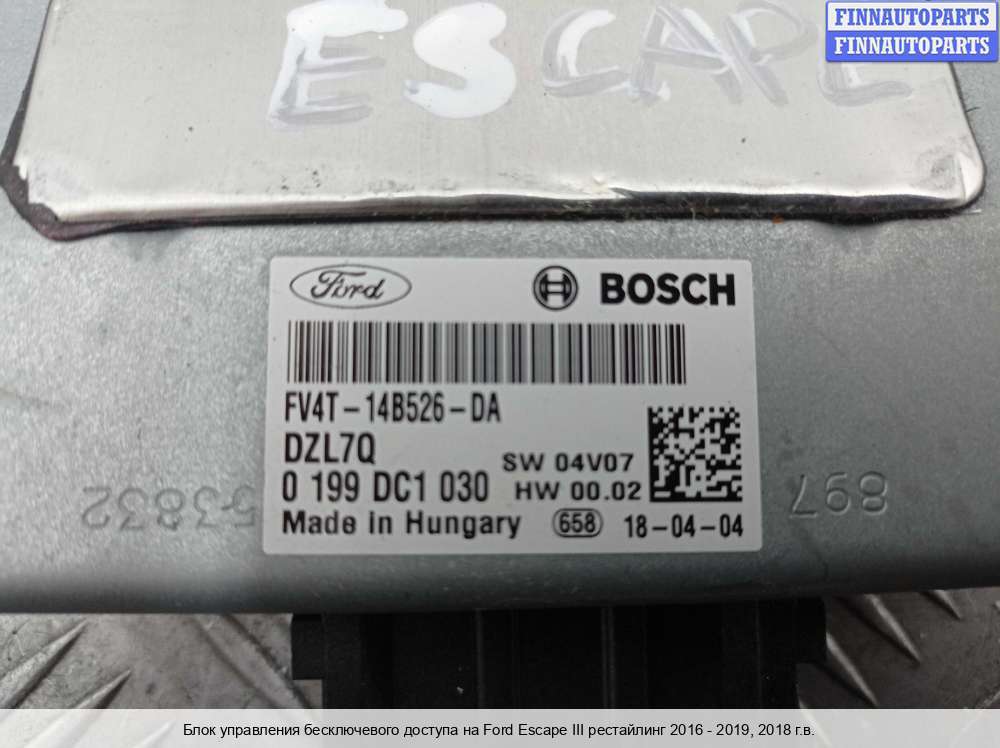 FINNAUTOPARTS
FINNAUTOPARTS
ESCAPE
Ford BOSCH
FV4T-14B526-DA
DZL7Q
SW 04V07
0 199 DC1 030
HW 00.02
Made in Hungary 658 18-04-04
53832
897
Блок управления бесключевого доступа на Ford Escape III рестайлинг 2016 - 2019, 2018 г.в.